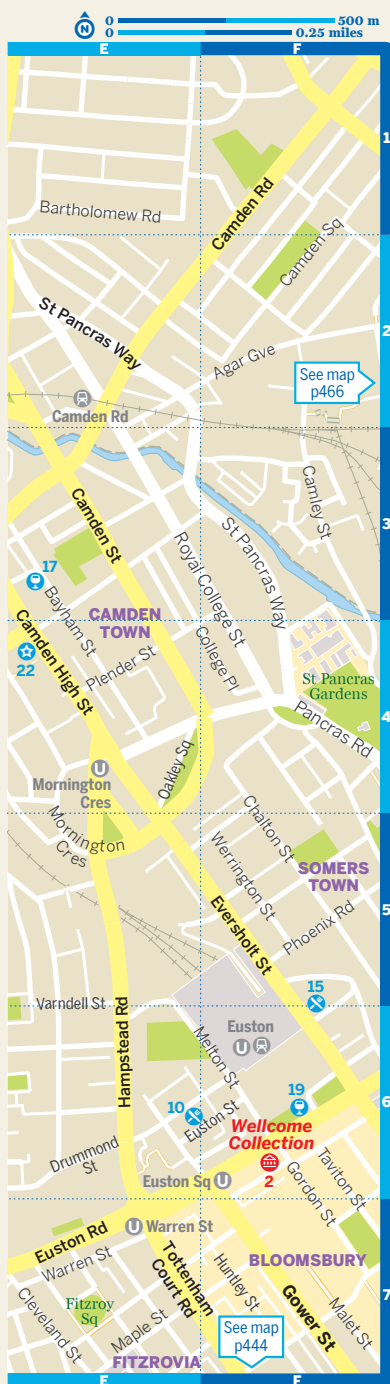 N
0 500 m
0 0.25 miles
E F
1
Bartholomew Rd
Camden Rd
Camden Sq
2
St Pancras Way
Agar Gve
See map
p466
Camden Rd
3
Camden St
Camley St
St Pancras Way
Royal College St
17
Bayham St
CAMDEN
TOWN
College Pl
22
Camden High St
Plender St
St Pancras
Gardens
4
Pancras Rd
Oakley Sq
Mornington
Cres
Mornington
Cres
Chalton St
Werrington St
SOMERS
TOWN
5
Phoenix Rd
Eversholt St
15
Varndell St
Hampstead Rd
Euston
Melton St
10
Euston St
19
6
Wellcome
Collection
2
Drummond
St
Euston Sq
Gordon St
Taviton St
Euston Rd
Warren St
Warren St
Tottenham
Court Rd
Huntley St
BLOOMSBURY
7
Cleveland St
Fitzroy
Sq
Maple St
Gower St
Malet St
See map
p444
FITZROVIA
E F